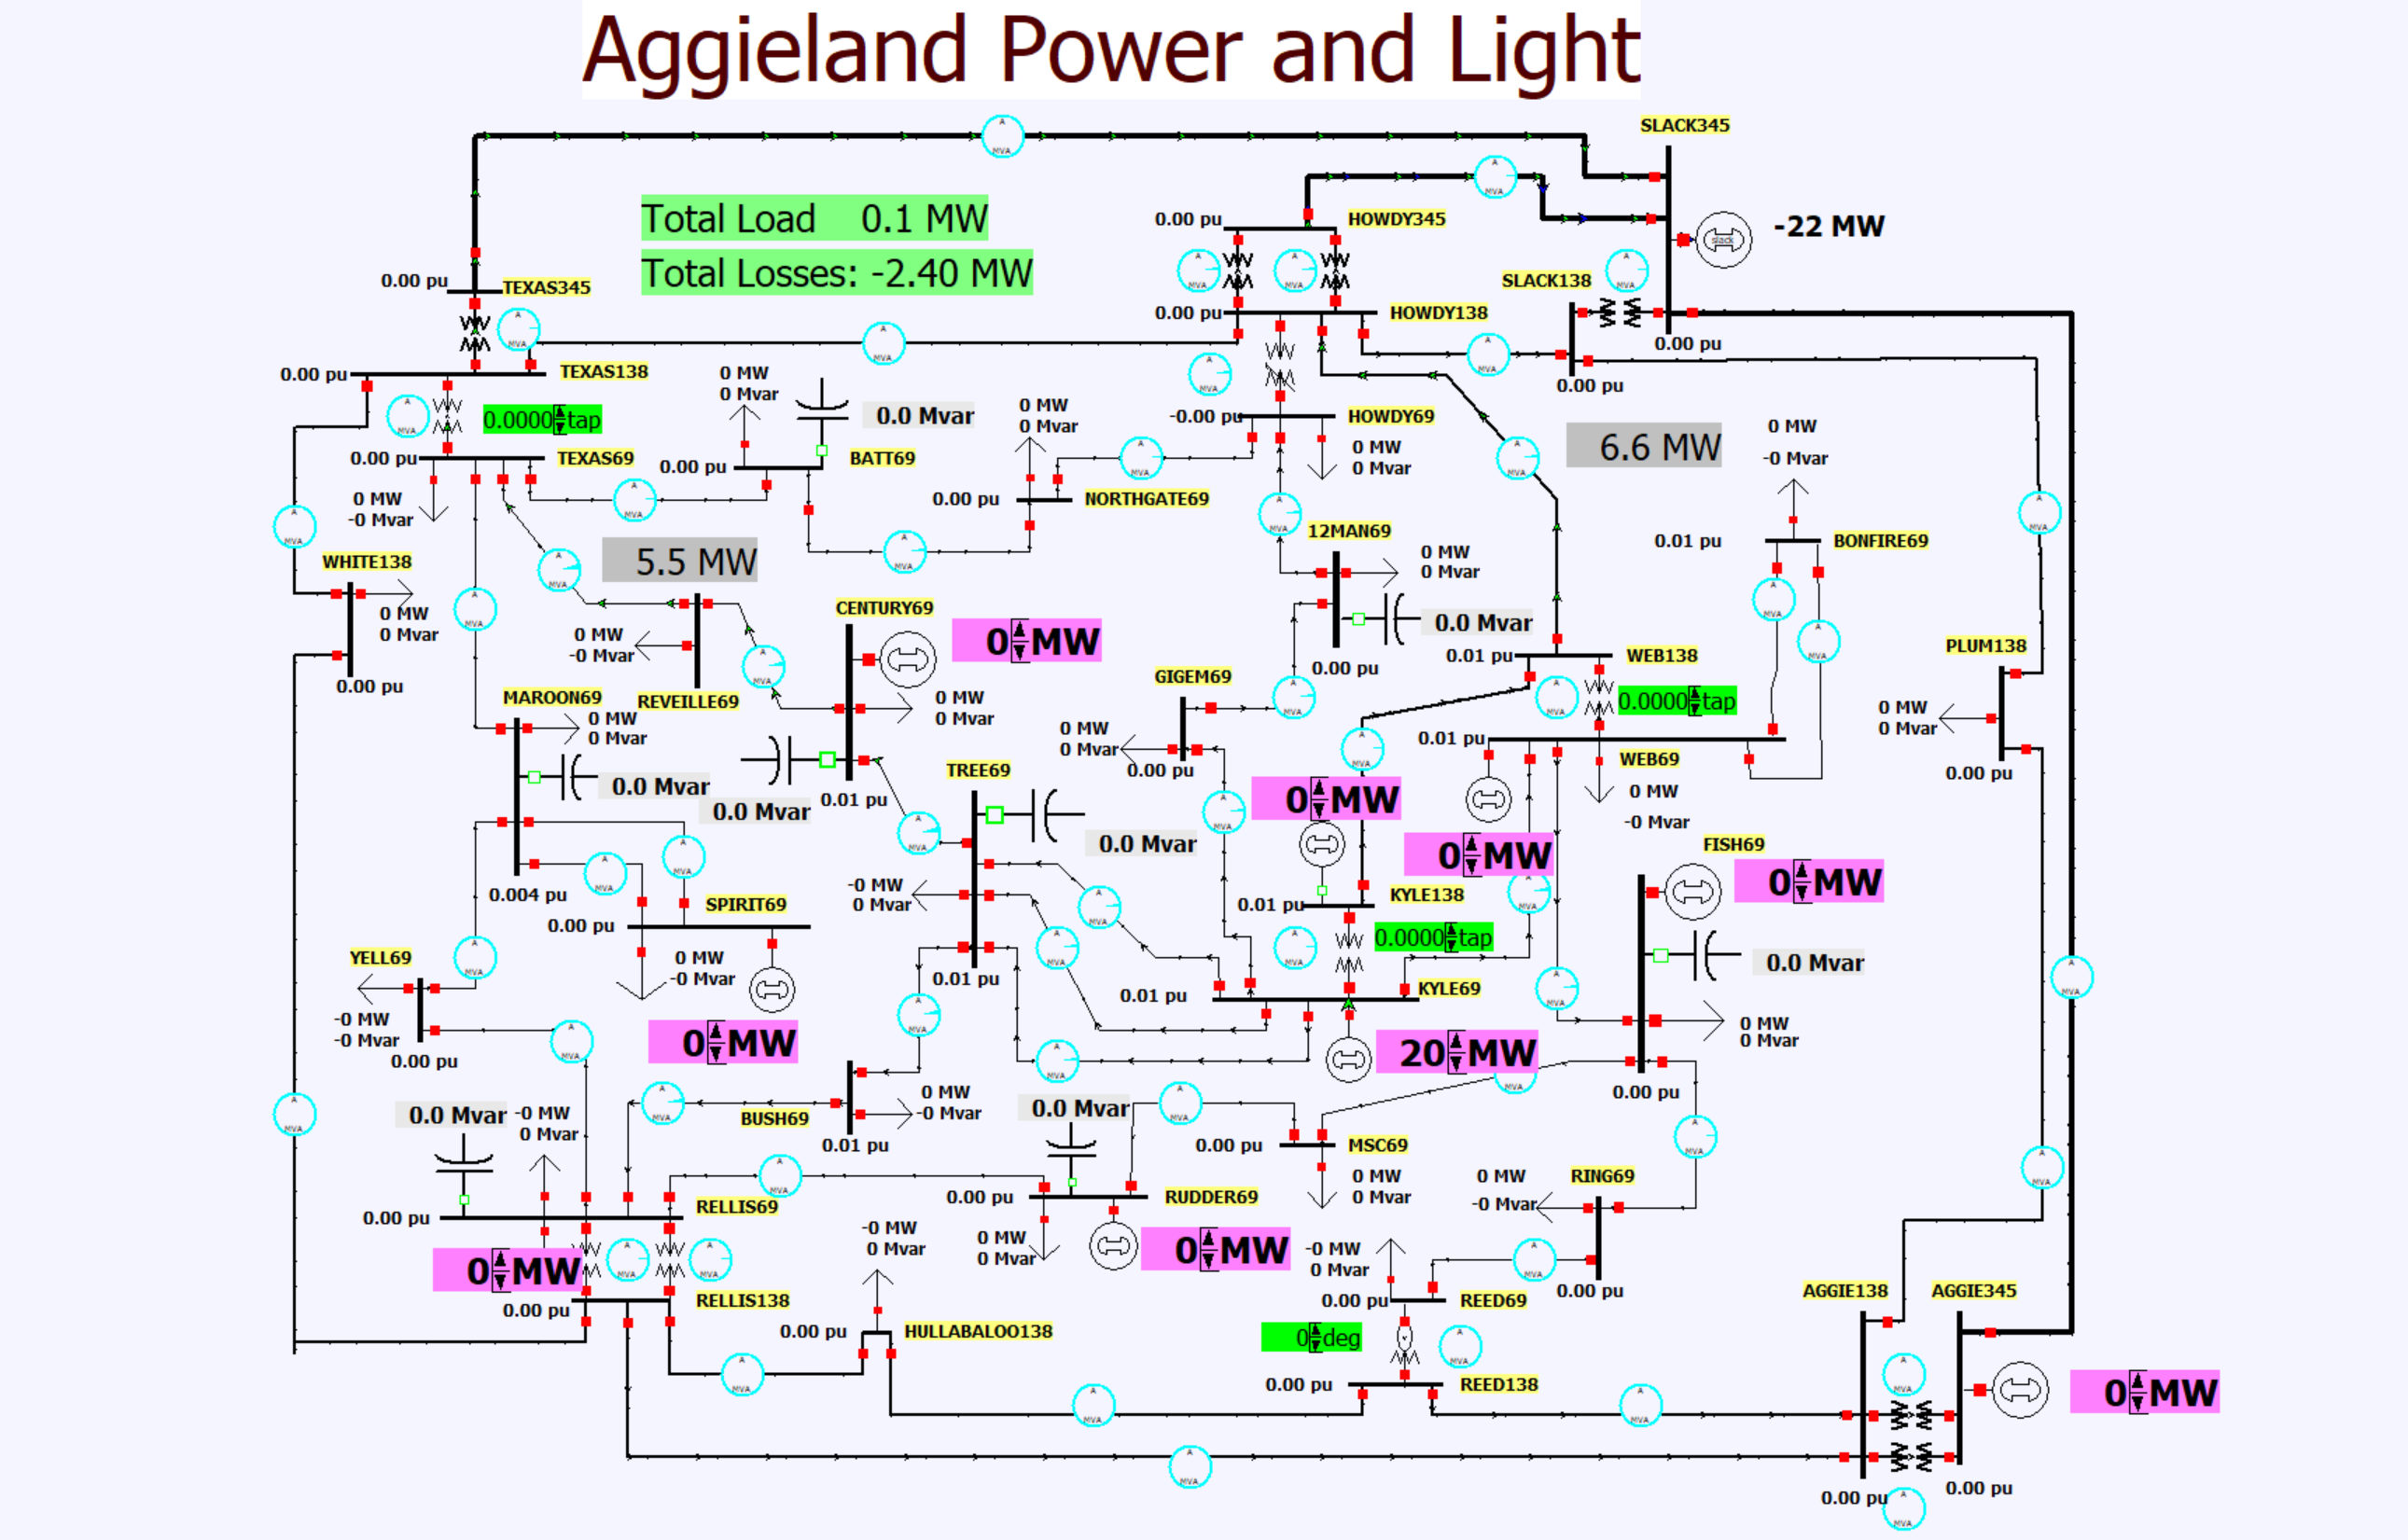 Aggieland Power and Light
SLACK345
Total Load 0.1 MW
Total Losses: -2.40 MW
0.00 pu
HOWDY345
-22 MW
SLACK138
0.00 pu
TEXAS345
0.00 pu
HOWDY138
0.00 pu
0.00 pu
TEXAS138
0 MW
0 Mvar
0.00 pu
0.0000 tap
0.0 Mvar
0 MW
0 Mvar
-0.00 pu
HOWDY69
0 MW
0 Mvar
6.6 MW
0 MW
-0 Mvar
0.00 pu
TEXAS69
0.00 pu
BATT69
0 MW
-0 Mvar
0.00 pu
NORTHGATE69
12MAN69
0.01 pu
BONFIRE69
5.5 MW
WHITE138
0 MW
0 Mvar
0 MW
0 Mvar
0.00 pu
CENTURY69
0 MW
0 MW
-0 Mvar
REVEILLE69
0 MW
0 Mvar
0.0 Mvar
0.01 pu
0.0 Mvar
0.00 pu
GIGEM69
0 MW
0 Mvar
0.00 pu
0.01 pu
WEB138
0.0000 tap
0.01 pu
WEB69
0 MW
-0 Mvar
PLUM138
0 MW
0 Mvar
0.00 pu
MAROON69
0 MW
0 Mvar
0.0 Mvar
0.004 pu
TREE69
0.0 Mvar
-0 MW
0 Mvar
0.01 pu
0 MW
0 MW
0.01 pu
KYLE138
0.0000 tap
0.01 pu
KYLE69
20 MW
FISH69
0 MW
0.0 Mvar
0 MW
0 Mvar
0.00 pu
SPIRIT69
0.00 pu
0 MW
-0 Mvar
0 MW
YELL69
-0 MW
-0 Mvar
0.00 pu
0 MW
-0 Mvar
BUSH69
0.01 pu
0.0 Mvar
-0 MW
0 Mvar
0.0 Mvar
0.00 pu
MSC69
0 MW
0 Mvar
0 MW
-0 Mvar
RING69
0.00 pu
0.00 pu
RELLIS69
0.00 pu
RUDDER69
0 MW
0 Mvar
0 MW
0 MW
0.00 pu
RELLIS138
-0 MW
0 Mvar
0.00 pu
HULLABALOO138
-0 MW
0 Mvar
0.00 pu
REED69
0 deg
0.00 pu
REED138
AGGIE138
AGGIE345
0 MW
0.00 pu
0.00 pu